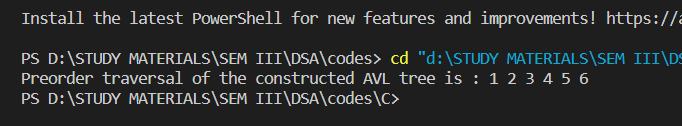 Install the latest PowerShell for new features and improvements! https://
PS D:\STUDY MATERIALS\SEM III\DSA\codes> cd "d:\STUDY MATERIALS\SEM III\DS
Preorder traversal of the constructed AVL tree is : 1 2 3 4 5 6
PS D:\STUDY MATERIALS\SEM III\DSA\codes\C>